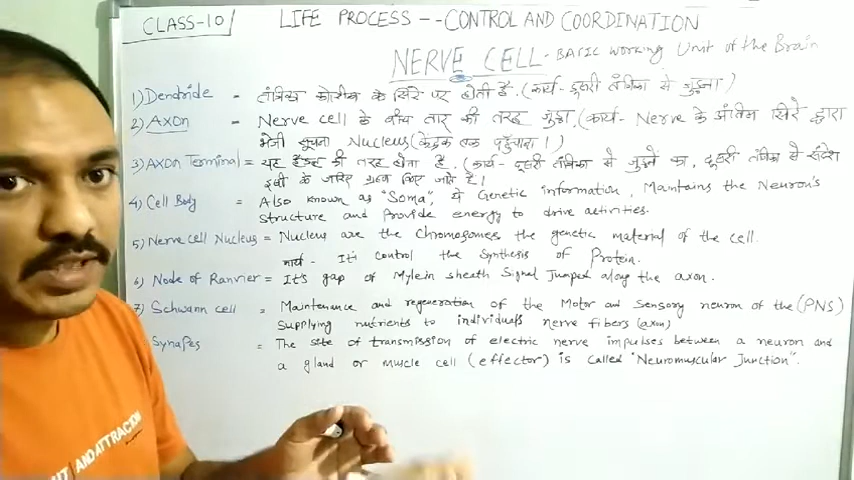 CLASS-10 LIFE PROCESS -- CONTROL AND COORDINATION
NERVE CELL - BASIC working Unit of the Brain
1) Dendride = तंत्रिका कोशीका के सिरे पर होती है. (कार्य- दूसरी तंत्रिका से जुड़ना)
2) Axon = Nerve cell के बीच तार की तरह जुड़ा. (कार्य- Nerve के अंतिम सिरे द्वारा
भेजी सूचना Nucleus (केंद्रक तक पहुँचाना।)
3) AXON Terminal = यह हैण्डल की तरह होता है. (कार्य- दूसरी तंत्रिका से जुड़ने का, दूसरी तंत्रिका से संदेश
इसी के जरिए ग्रहण किए जाते है।
4) Cell Body = Also known as "Soma", ये Genetic information, Maintains the Neuron's
structure and Provide energy to drive activities.
5) Nerve cell Nucleus = Nucleus are the Chromosomes the genetic material of the cell.
कार्य - It's control the synthesis of Protein.
6) Node of Ranvier = It's gap of Mylein sheath Signal Jumped along the axon.
7) Schwann cell = Maintenance and regeneration of the Motor and Sensory neuron of the (PNS)
supplying nutrients to individuals nerve fibers (axon)
Synapes = The site of transmission of electric nerve impulses between a neuron and
a gland or muscle cell (effector) is called "Neuromuscular Junction".
AND ATTRACTION